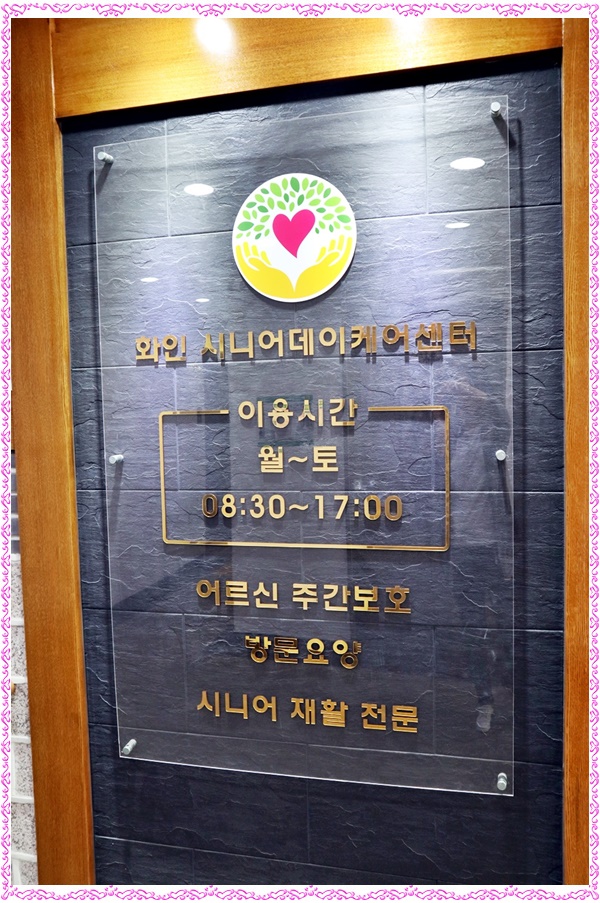 화인 시니어데이케어센터
이용시간
월~토
08:30~17:00
어르신 주간보호
방문요양
시니어 재활 전문